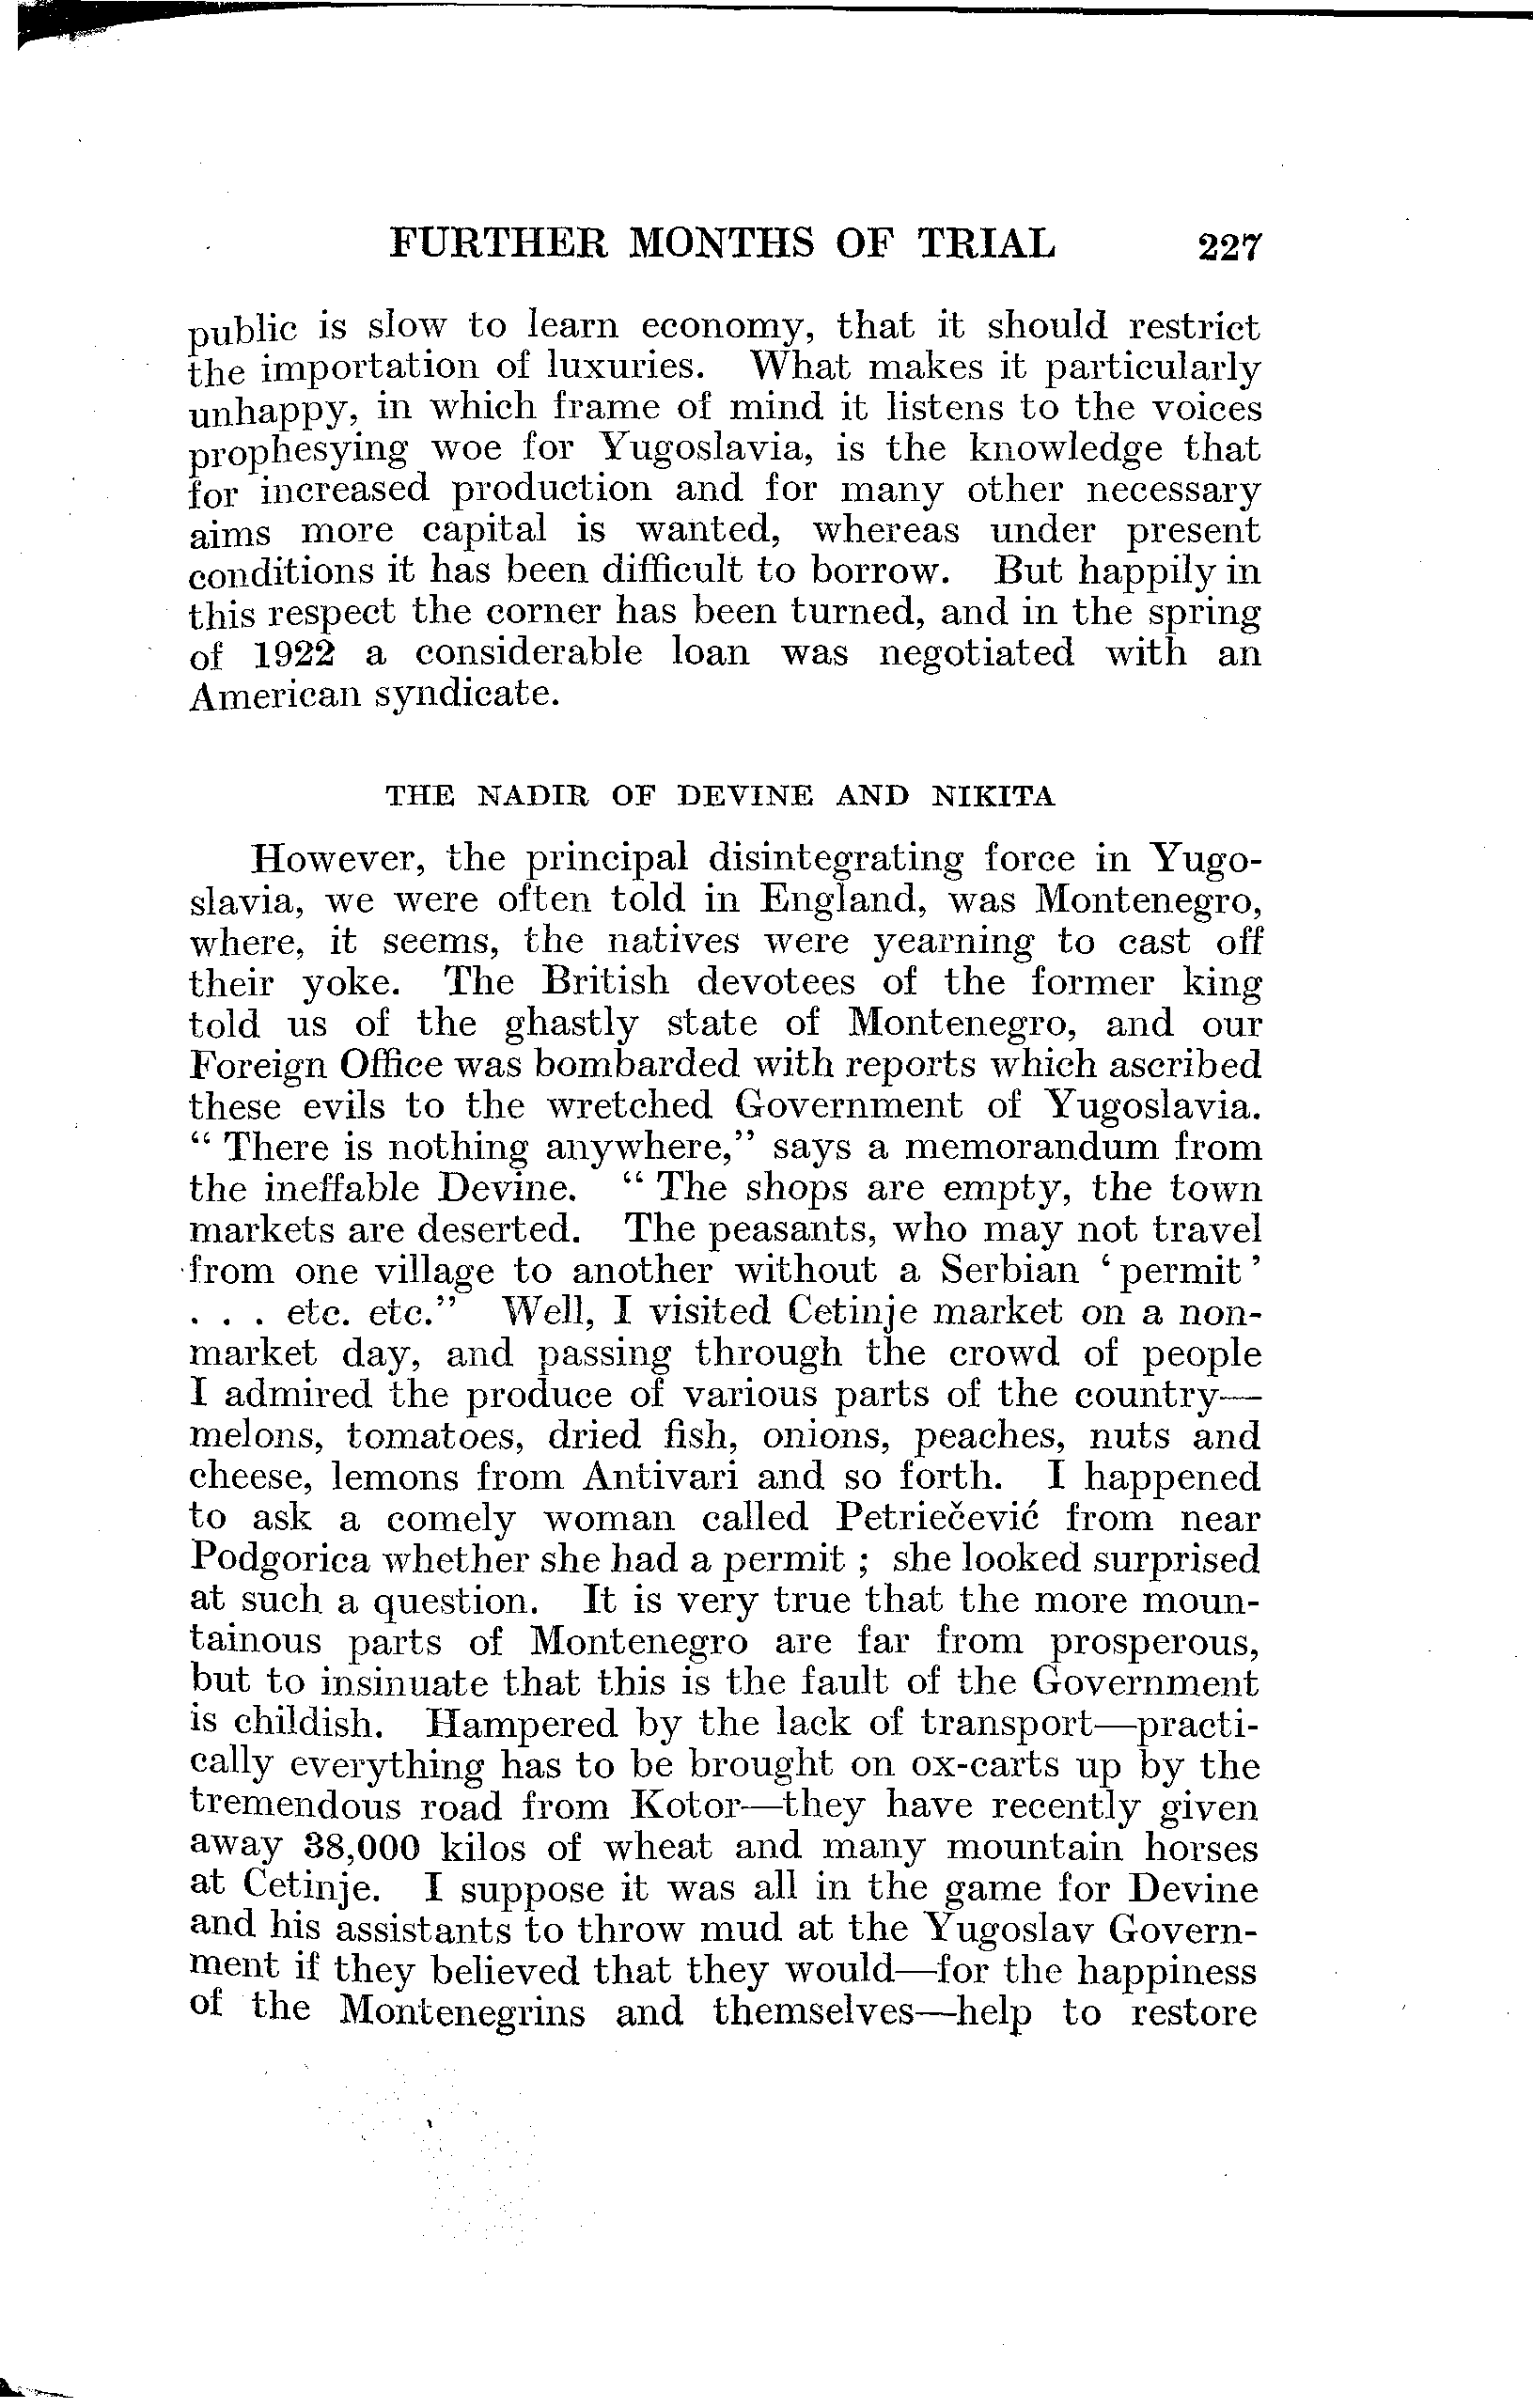 FURTHER MONTHS OF TRIAL 227
public is slow to learn economy, that it should restrict
the importation of luxuries. What makes it particularly
unhappy, in which frame of mind it listens to the voices
prophesying woe for Yugoslavia, is the knowledge that
for increased production and for many other necessary
aims more capital is wanted, whereas under present
conditions it has been difficult to borrow. But happily in
this respect the corner has been turned, and in the spring
of 1922 a considerable loan was negotiated with an
American syndicate.
THE NADIR OF DEVINE AND NIKITA
However, the principal disintegrating force in Yugo-
slavia, we were often told in England, was Montenegro,
where, it seems, the natives were yearning to cast off
their yoke. The British devotees of the former king
told us of the ghastly state of Montenegro, and our
Foreign Office was bombarded with reports which ascribed
these evils to the wretched Government of Yugoslavia.
“ There is nothing anywhere,” says a memorandum from
the ineffable Devine. “ The shops are empty, the town
markets are deserted. The peasants, who may not travel
from one village to another without a Serbian ‘ permit ’
. . . etc. etc.” Well, I visited Cetinje market on a non-
market day, and passing through the crowd of people
I admired the produce of various parts of the country—
melons, tomatoes, dried fish, onions, peaches, nuts and
cheese, lemons from Antivari and so forth. I happened
to ask a comely woman called Petriečević from near
Podgorica whether she had a permit ; she looked surprised
at such a question. It is very true that the more moun-
tainous parts of Montenegro are far from prosperous,
but to insinuate that this is the fault of the Government
is childish. Hampered by the lack of transport—practi-
cally everything has to be brought on ox-carts up by the
tremendous road from Kotor—they have recently given
away 38,000 kilos of wheat and many mountain horses
at Cetinje. I suppose it was all in the game for Devine
and his assistants to throw mud at the Yugoslav Govern-
ment if they believed that they would—for the happiness
of the Montenegrins and themselves—help to restore